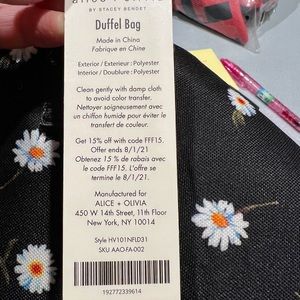 BY STACEY BENDET
Duffel Bag
Made in China
Fabriqué en Chine
Exterior / Exterieur : Polyester
Interior / Doublure : Polyester
Clean gently with damp cloth
to avoid color transfer.
Nettoyer soigneusement avec
un chiffon humide pour éviter le
transfert de couleur.
Get 15% off with code FFF15.
Offer ends 8/1/21
Obtenez 15 % de rabais avec
le code FFF15. L'offre se
termine le 8/1/21.
Manufactured for
ALICE + OLIVIA
450 W 14th Street, 11th Floor
New York, NY 10014
Style HV101NFLD31
SKU AAO-FA-002
192772339614